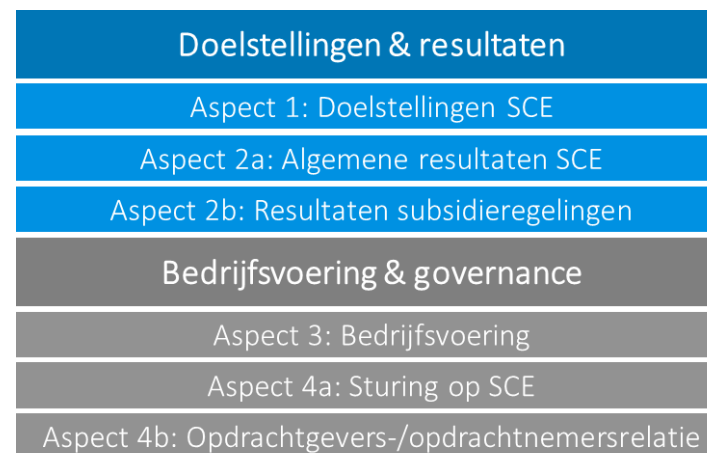 Doelstellingen & resultaten
Aspect 1: Doelstellingen SCE
Aspect 2a: Algemene resultaten SCE
Aspect 2b: Resultaten subsidieregelingen
Bedrijfsvoering & governance
Aspect 3: Bedrijfsvoering
Aspect 4a: Sturing op SCE
Aspect 4b: Opdrachtgevers-/opdrachtnemersrelatie